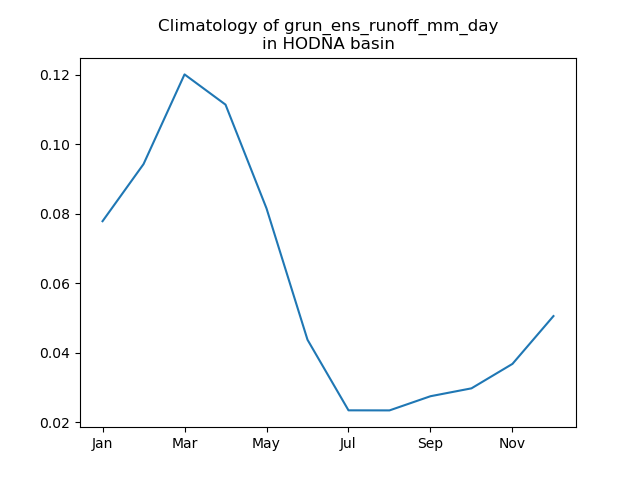 Climatology of grun_ens_runoff_mm_day
in HODNA basin
0.12
0.10
0.08
0.06
0.04
0.02
Jan Mar May Jul Sep Nov